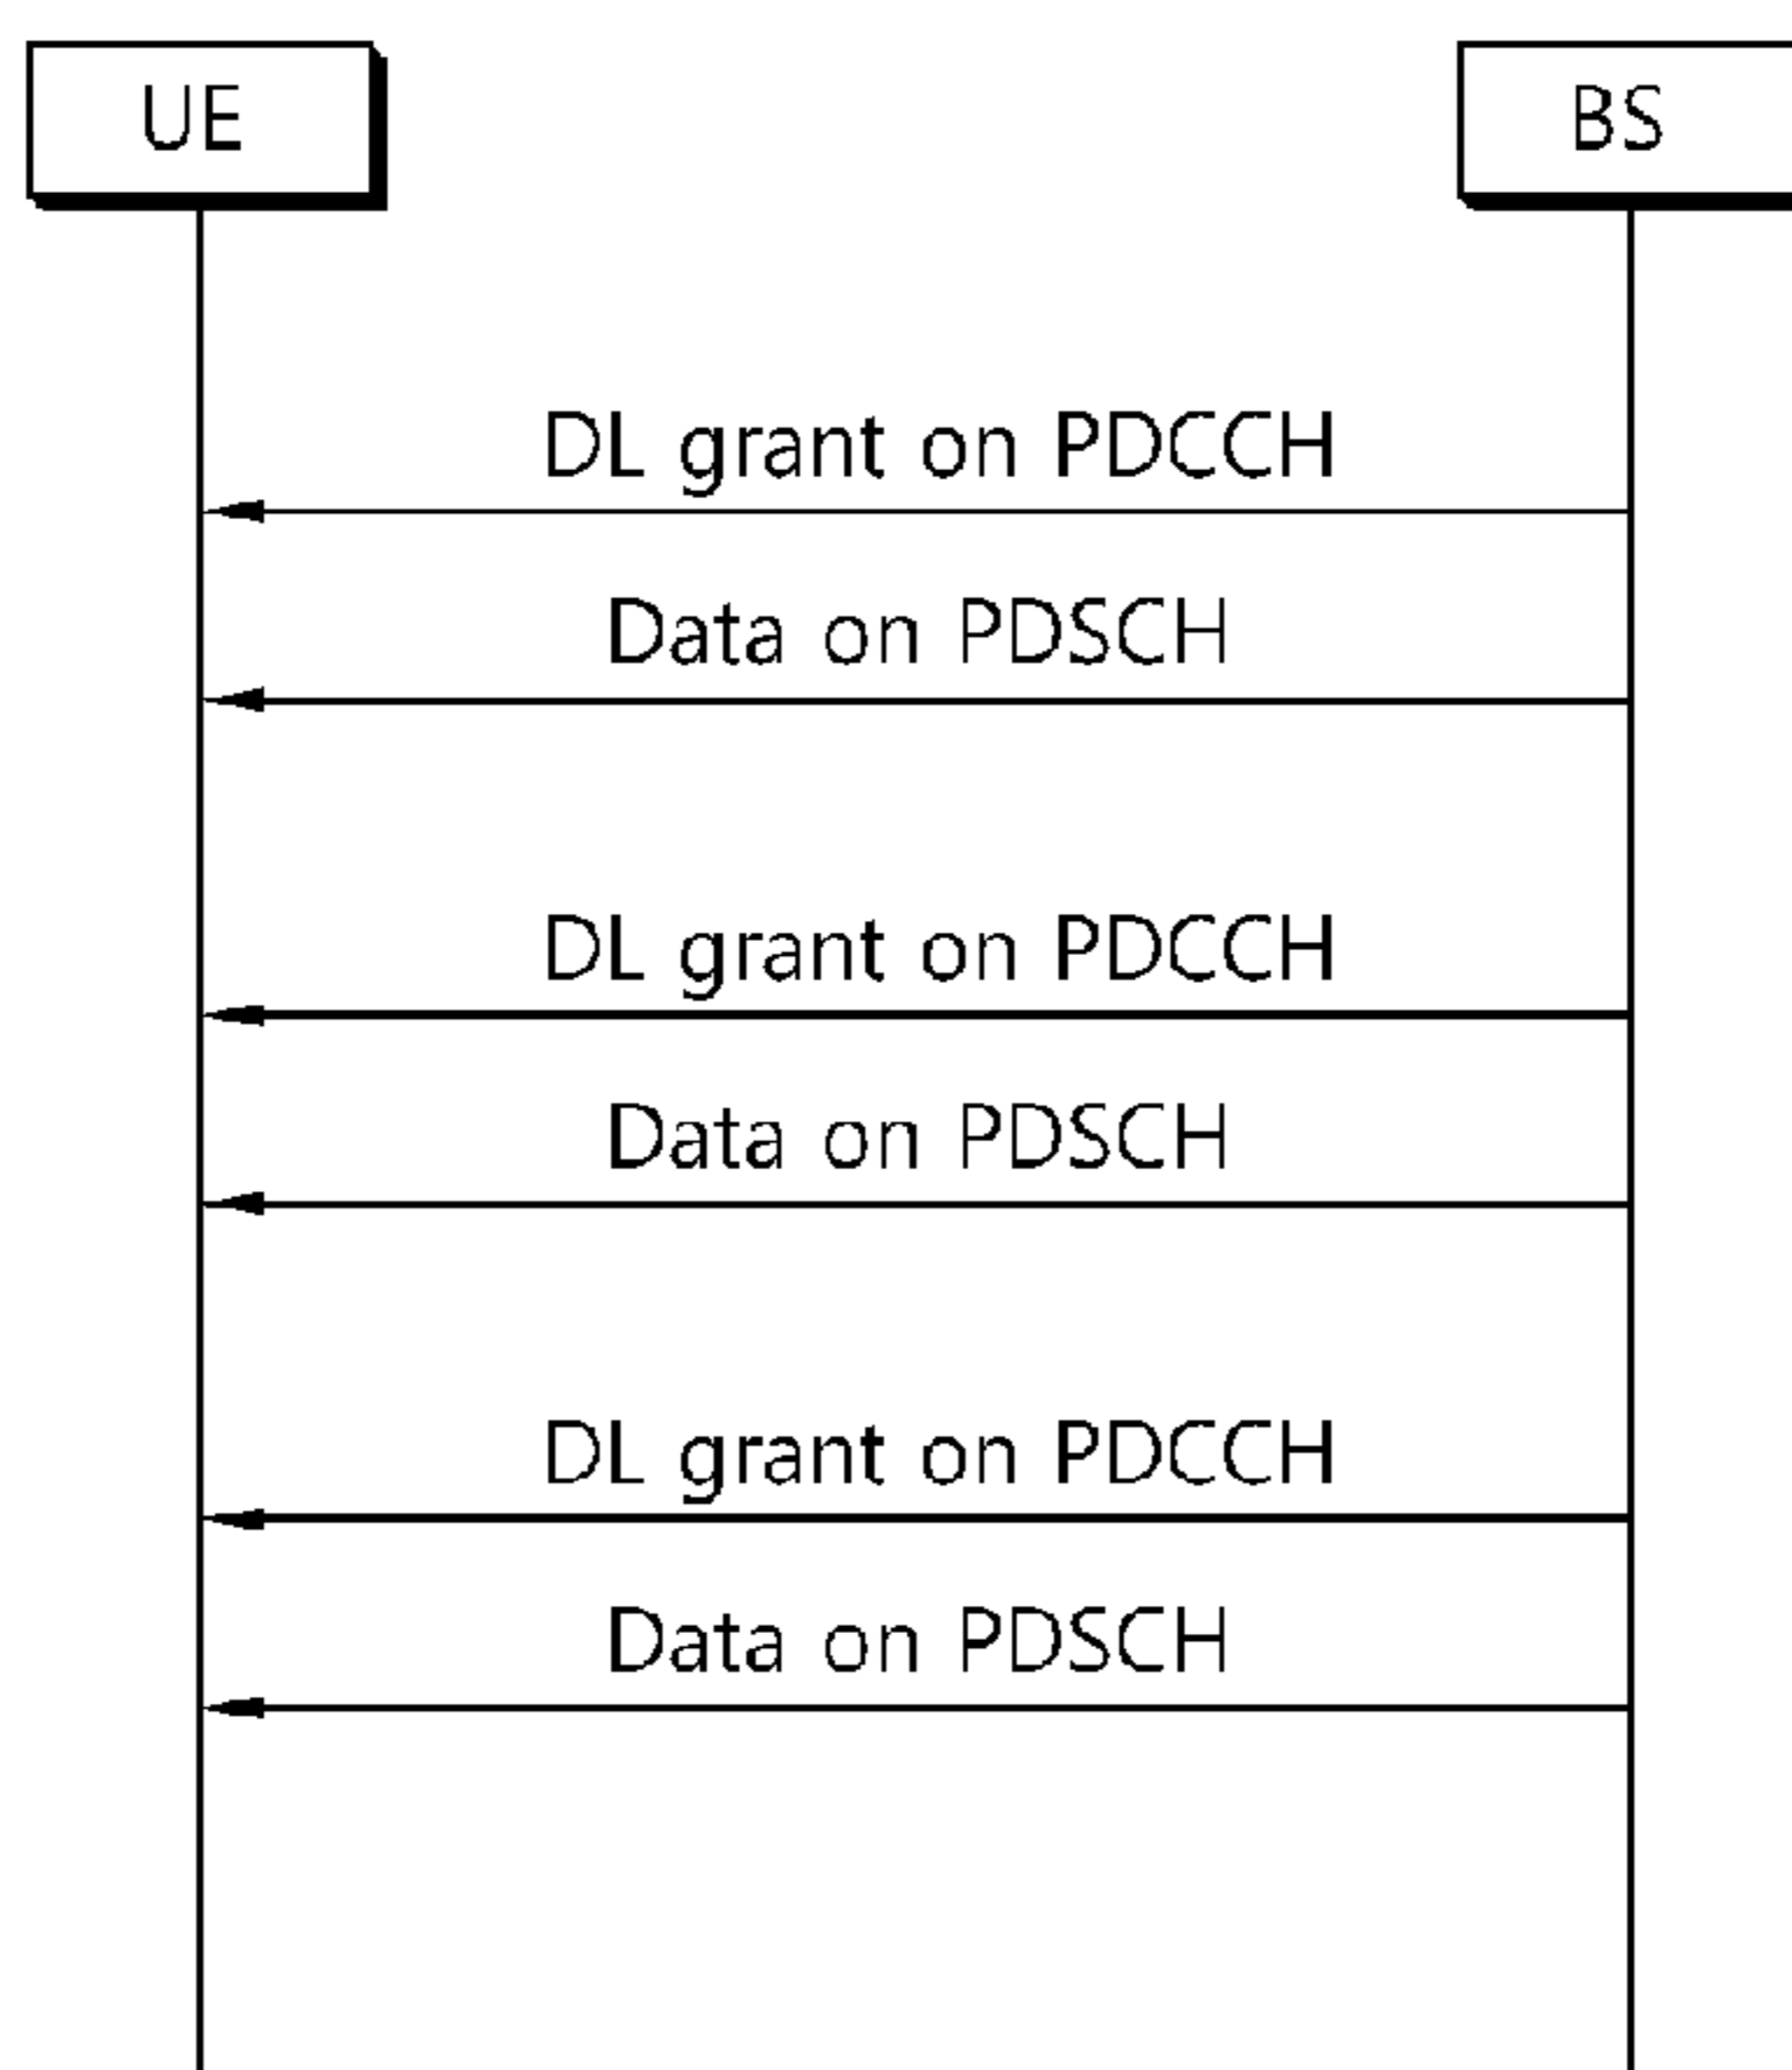 UE BS
DL grant on PDCCH
Data on PDSCH
DL grant on PDCCH
Data on PDSCH
DL grant on PDCCH
Data on PDSCH